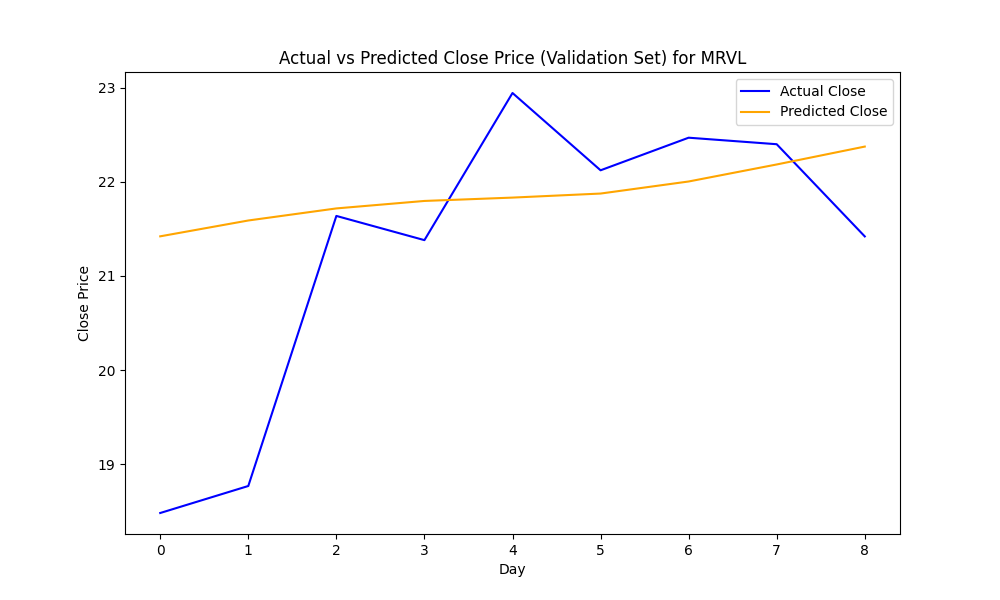 Actual vs Predicted Close Price (Validation Set) for MRVL
Actual Close
Predicted Close
23
22
21
20
19
Close Price
0 1 2 3 4 5 6 7 8
Day